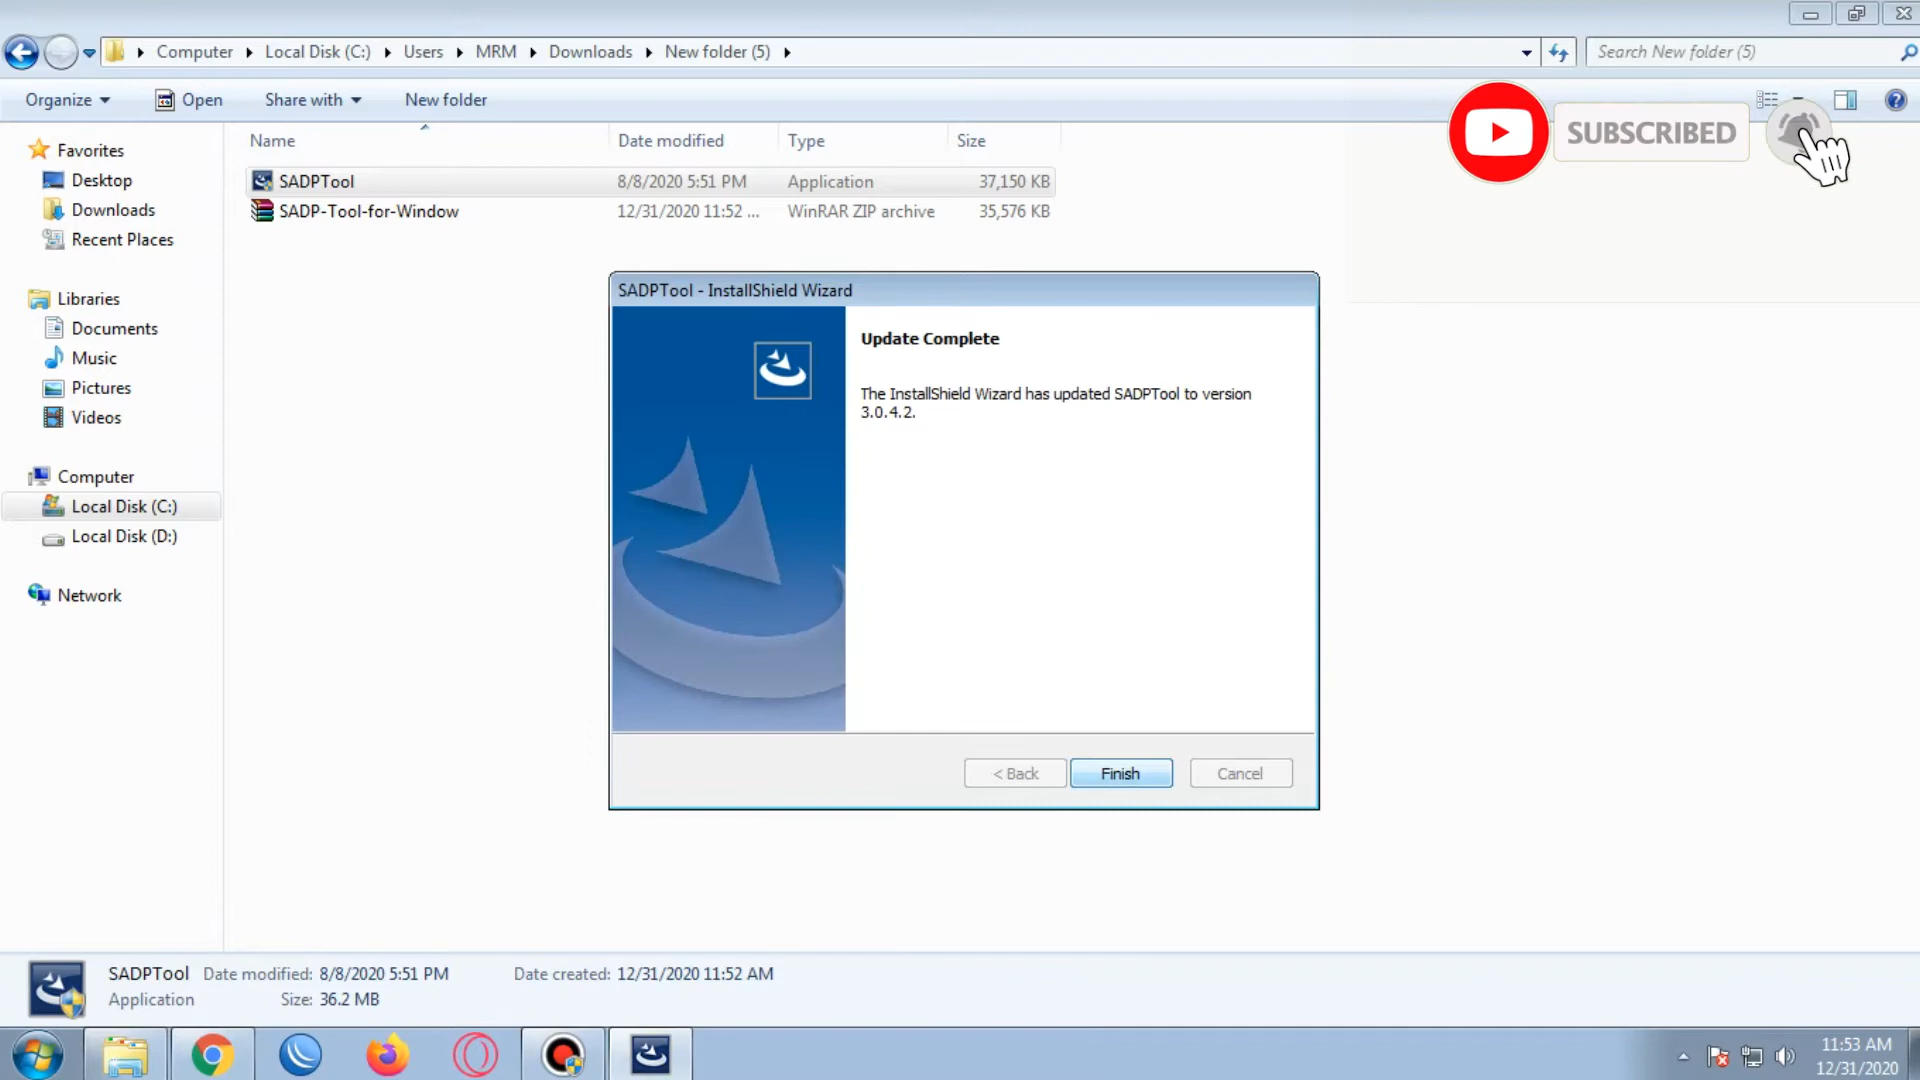 Computer
Local Disk (C:)
Users
MRM
Downloads
New folder (5)
Search New folder (5)
Organize
Open
Share with
New folder
SUBSCRIBED
Name
Date modified
Type
Size
SADPTool
8/8/2020 5:51 PM
Application
37,150 KB
SADP-Tool-for-Window
12/31/2020 11:52 ...
WinRAR ZIP archive
35,576 KB
Favorites
Desktop
Downloads
Recent Places
Libraries
Documents
Music
Pictures
Videos
Computer
Local Disk (C:)
Local Disk (D:)
Network
SADPTool - InstallShield Wizard
Update Complete
The InstallShield Wizard has updated SADPTool to version
3.0.4.2.
< Back
Finish
Cancel
SADPTool
Date modified: 8/8/2020 5:51 PM
Date created: 12/31/2020 11:52 AM
Application
Size: 36.2 MB
11:53 AM
12/31/2020